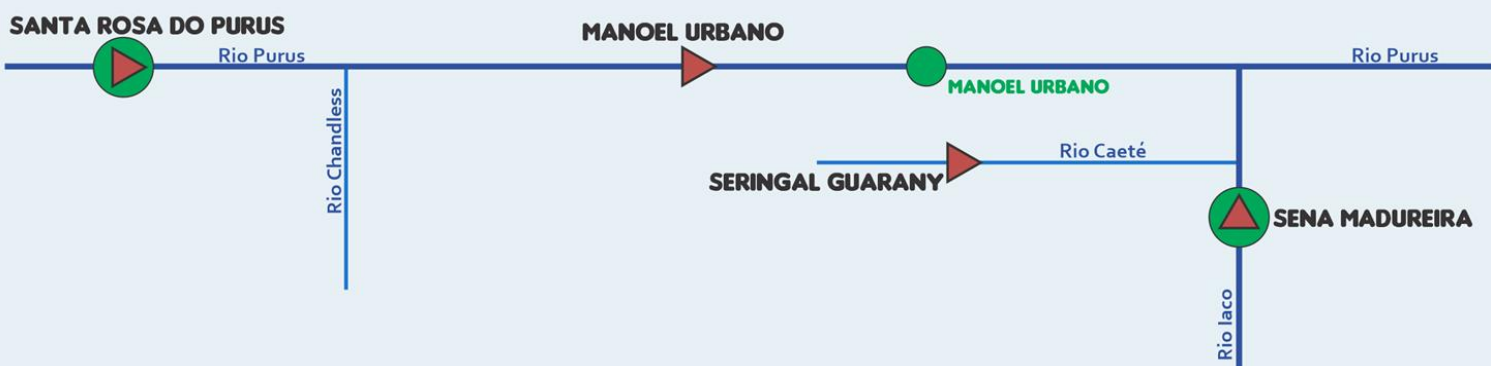 SANTA ROSA DO PURUS
Rio Purus
MANOEL URBANO
Rio Purus
MANOEL URBANO
Rio Chandless
Rio Caeté
SERINGAL GUARANY
SENA MADUREIRA
Rio Iaco